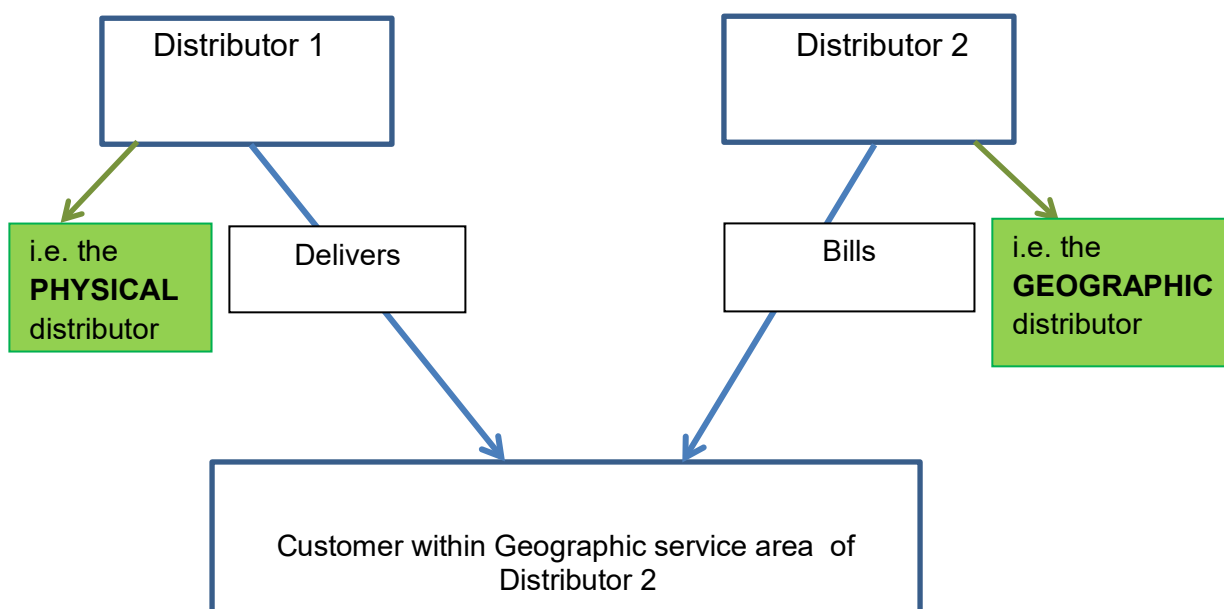 Distributor 1
Distributor 2
i.e. the
PHYSICAL
distributor
Delivers
Bills
i.e. the
GEOGRAPHIC
distributor
Customer within Geographic service area of
Distributor 2